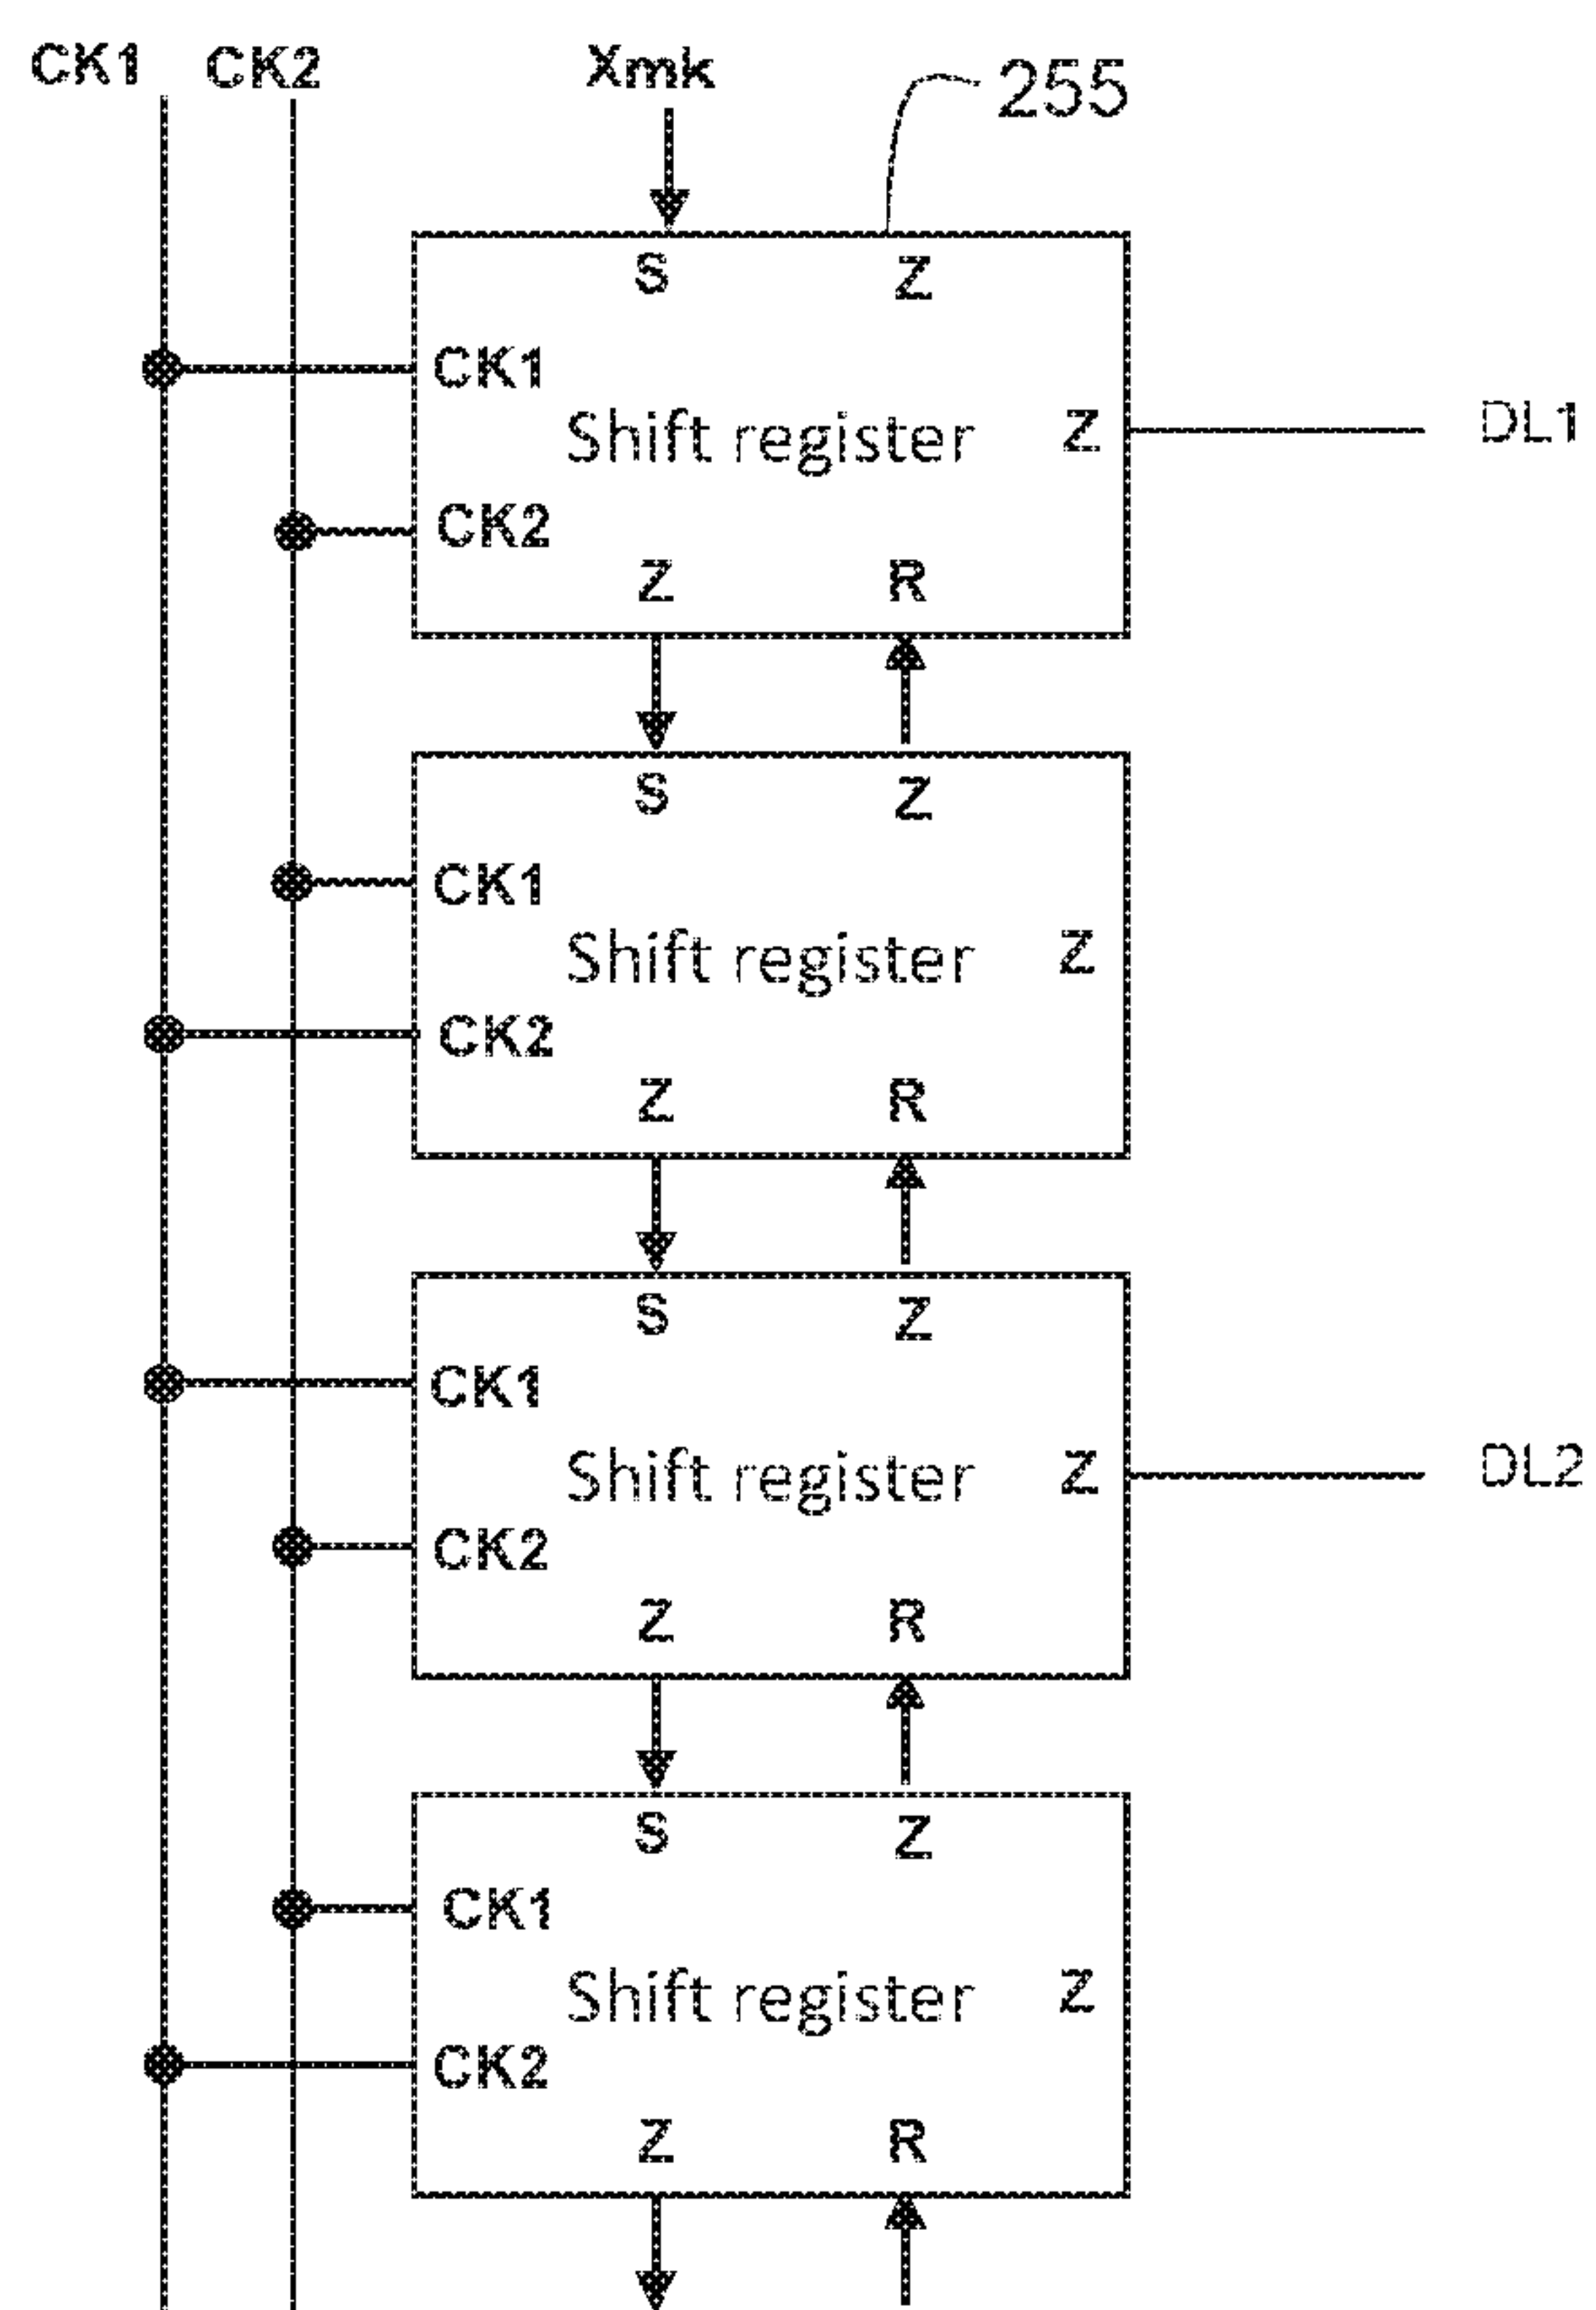 CK1 CK2 Xmk 255
S Z
CK1
Shift register Z DL1
CK2
Z R
S Z
CK1
Shift register Z
CK2
Z R
S Z
CK1
Shift register Z DL2
CK2
Z R
S Z
CK1
Shift register Z
CK2
Z R